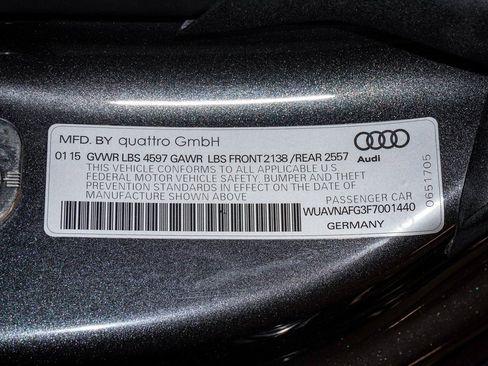 MFD. BY quattro GmbH
01 15 GVWR LBS 4597 GAWR LBS FRONT 2138 /REAR 2557
Audi
THIS VEHICLE CONFORMS TO ALL APPLICABLE U.S.
FEDERAL MOTOR VEHICLE SAFETY, BUMPER AND THEFT
PREVENTION STANDARDS IN EFFECT ON THE DATE OF
MANUFACTURE SHOWN ABOVE
PASSENGER CAR
WUAVNAFG3F7001440
GERMANY
0651705